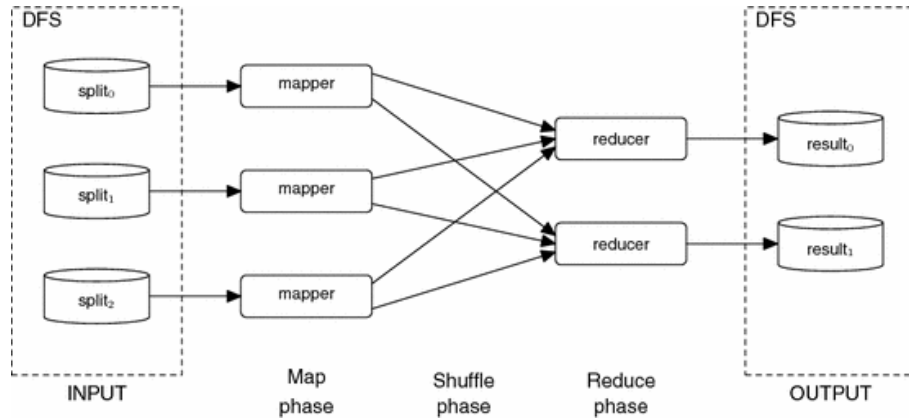 DFS
DFS
split₀
mapper
split₁
mapper
split₂
mapper
reducer
reducer
result₀
result₁
INPUT
Map
phase
Shuffle
phase
Reduce
phase
OUTPUT